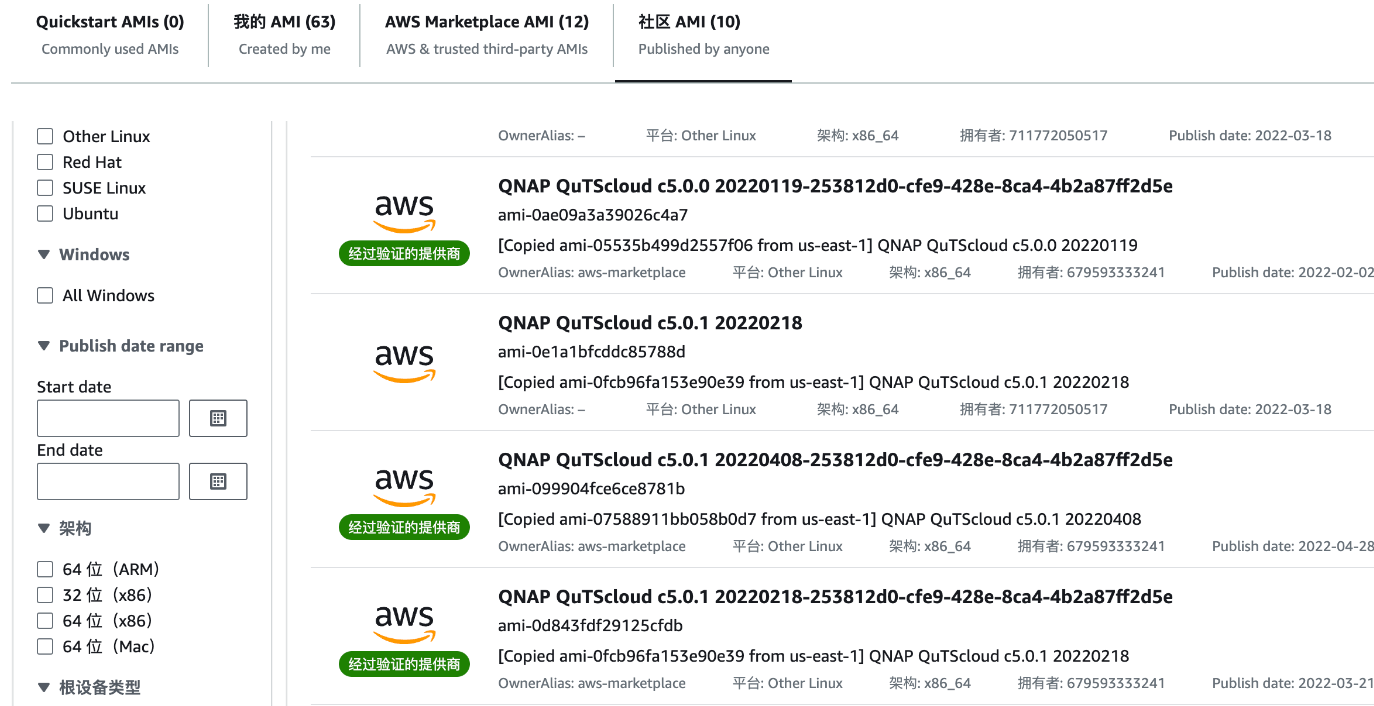 Quickstart AMIs (0)
Commonly used AMIs
我的 AMI (63)
Created by me
AWS Marketplace AMI (12)
AWS & trusted third-party AMIs
社区 AMI (10)
Published by anyone
Other Linux
Red Hat
SUSE Linux
Ubuntu
Windows
All Windows
Publish date range
Start date
End date
架构
64 位（ARM）
32 位（x86）
64 位（x86）
64 位（Mac）
根设备类型
OwnerAlias: – 平台: Other Linux 架构: x86_64 拥有者: 711772050517 Publish date: 2022-03-18
aws
经过验证的提供商
QNAP QuTScloud c5.0.0 20220119-253812d0-cfe9-428e-8ca4-4b2a87ff2d5e
ami-0ae09a3a39026c4a7
[Copied ami-05535b499d2557f06 from us-east-1] QNAP QuTScloud c5.0.0 20220119
OwnerAlias: aws-marketplace 平台: Other Linux 架构: x86_64 拥有者: 679593333241 Publish date: 2022-02-02
aws
QNAP QuTScloud c5.0.1 20220218
ami-0e1a1bfcddc85788d
[Copied ami-0fcb96fa153e90e39 from us-east-1] QNAP QuTScloud c5.0.1 20220218
OwnerAlias: – 平台: Other Linux 架构: x86_64 拥有者: 711772050517 Publish date: 2022-03-18
aws
经过验证的提供商
QNAP QuTScloud c5.0.1 20220408-253812d0-cfe9-428e-8ca4-4b2a87ff2d5e
ami-099904fce6ce8781b
[Copied ami-07588911bb058b0d7 from us-east-1] QNAP QuTScloud c5.0.1 20220408
OwnerAlias: aws-marketplace 平台: Other Linux 架构: x86_64 拥有者: 679593333241 Publish date: 2022-04-28
aws
经过验证的提供商
QNAP QuTScloud c5.0.1 20220218-253812d0-cfe9-428e-8ca4-4b2a87ff2d5e
ami-0d843fdf29125cfdb
[Copied ami-0fcb96fa153e90e39 from us-east-1] QNAP QuTScloud c5.0.1 20220218
OwnerAlias: aws-marketplace 平台: Other Linux 架构: x86_64 拥有者: 679593333241 Publish date: 2022-03-21